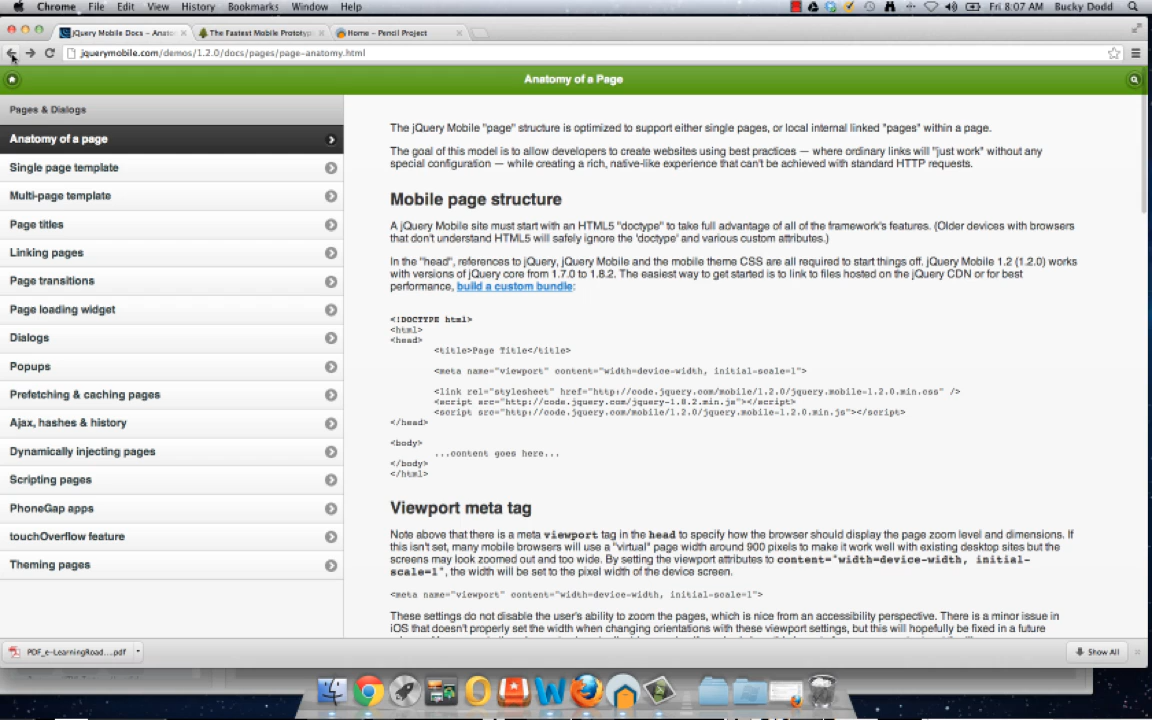 Chrome File Edit View History Bookmarks Window Help Fri 8:07 AM Bucky Dodd
jQuery Mobile Docs – Anato The Fastest Mobile Prototyp Home – Pencil Project
jquerymobile.com/demos/1.2.0/docs/pages/page-anatomy.html
Anatomy of a Page
Pages & Dialogs
Anatomy of a page
Single page template
Multi-page template
Page titles
Linking pages
Page transitions
Page loading widget
Dialogs
Popups
Prefetching & caching pages
Ajax, hashes & history
Dynamically injecting pages
Scripting pages
PhoneGap apps
touchOverflow feature
Theming pages
The jQuery Mobile "page" structure is optimized to support either single pages, or local internal linked "pages" within a page.
The goal of this model is to allow developers to create websites using best practices — where ordinary links will "just work" without any
special configuration — while creating a rich, native-like experience that can't be achieved with standard HTTP requests.
Mobile page structure
A jQuery Mobile site must start with an HTML5 "doctype" to take full advantage of all of the framework's features. (Older devices with browsers
that don't understand HTML5 will safely ignore the 'doctype' and various custom attributes.)
In the "head", references to jQuery, jQuery Mobile and the mobile theme CSS are all required to start things off. jQuery Mobile 1.2 (1.2.0) works
with versions of jQuery core from 1.7.0 to 1.8.2. The easiest way to get started is to link to files hosted on the jQuery CDN or for best
performance, build a custom bundle:
<!DOCTYPE html>
<html>
<head>
<title>Page Title</title>
<meta name="viewport" content="width=device-width, initial-scale=1">
<link rel="stylesheet" href="http://code.jquery.com/mobile/1.2.0/jquery.mobile-1.2.0.min.css" />
<script src="http://code.jquery.com/jquery-1.8.2.min.js"></script>
<script src="http://code.jquery.com/mobile/1.2.0/jquery.mobile-1.2.0.min.js"></script>
</head>
<body>
...content goes here...
</body>
</html>
Viewport meta tag
Note above that there is a meta viewport tag in the head to specify how the browser should display the page zoom level and dimensions. If
this isn't set, many mobile browsers will use a "virtual" page width around 900 pixels to make it work well with existing desktop sites but the
screens may look zoomed out and too wide. By setting the viewport attributes to content="width=device-width, initial-
scale=1", the width will be set to the pixel width of the device screen.
<meta name="viewport" content="width=device-width, initial-scale=1">
These settings do not disable the user's ability to zoom the pages, which is nice from an accessibility perspective. There is a minor issue in
iOS that doesn't properly set the width when changing orientations with these viewport settings, but this will hopefully be fixed in a future
PDF_e-LearningRoad....pdf Show All